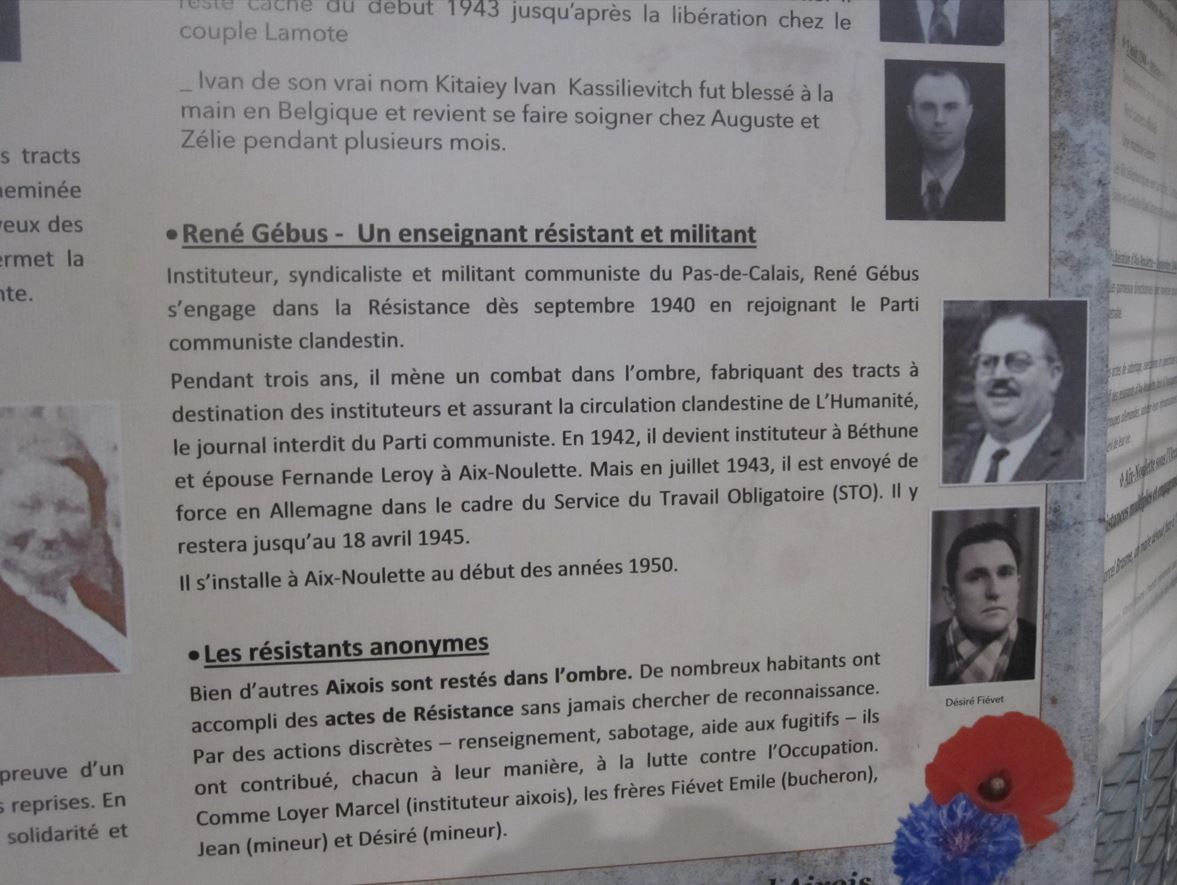 reste caché du début 1943 jusqu'après la libération chez le
couple Lamote
_ Ivan de son vrai nom Kitaiey Ivan Kassilievitch fut blessé à la
main en Belgique et revient se faire soigner chez Auguste et
Zélie pendant plusieurs mois.
• René Gébus - Un enseignant résistant et militant
Instituteur, syndicaliste et militant communiste du Pas-de-Calais, René Gébus
s'engage dans la Résistance dès septembre 1940 en rejoignant le Parti
communiste clandestin.
Pendant trois ans, il mène un combat dans l'ombre, fabriquant des tracts à
destination des instituteurs et assurant la circulation clandestine de L'Humanité,
le journal interdit du Parti communiste. En 1942, il devient instituteur à Béthune
et épouse Fernande Leroy à Aix-Noulette. Mais en juillet 1943, il est envoyé de
force en Allemagne dans le cadre du Service du Travail Obligatoire (STO). Il y
restera jusqu'au 18 avril 1945.
Il s'installe à Aix-Noulette au début des années 1950.
• Les résistants anonymes
Bien d'autres Aixois sont restés dans l'ombre. De nombreux habitants ont
accompli des actes de Résistance sans jamais chercher de reconnaissance.
Par des actions discrètes – renseignement, sabotage, aide aux fugitifs – ils
ont contribué, chacun à leur manière, à la lutte contre l'Occupation.
Comme Loyer Marcel (instituteur aixois), les frères Fiévet Emile (bucheron),
Jean (mineur) et Désiré (mineur).
Désiré Fiévet
s tracts
heminée
yeux des
ermet la
nte.
preuve d'un
s reprises. En
solidarité et
l'Aixois